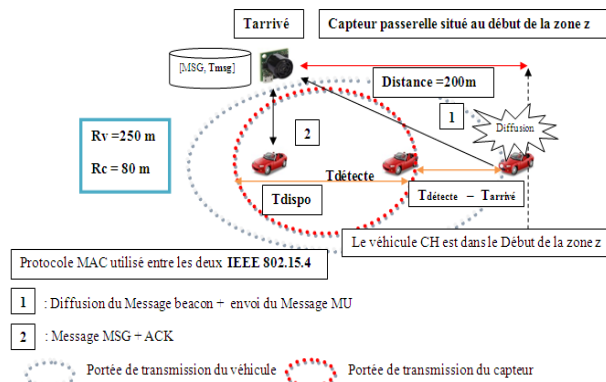 Tarrivé
Capteur passerelle situé au début de la zone z
[MSG, Tmsg]
Distance =200m
1
Diffusion
Rv =250 m
Rc = 80 m
2
Tdétecte
Tdispo
Tdétecte – Tarrivé
Le véhicule CH est dans le Début de la zone z
Protocole MAC utilisé entre les deux IEEE 802.15.4
1 : Diffusion du Message beacon + envoi du Message MU
2 : Message MSG + ACK
Portée de transmission du véhicule
Portée de transmission du capteur